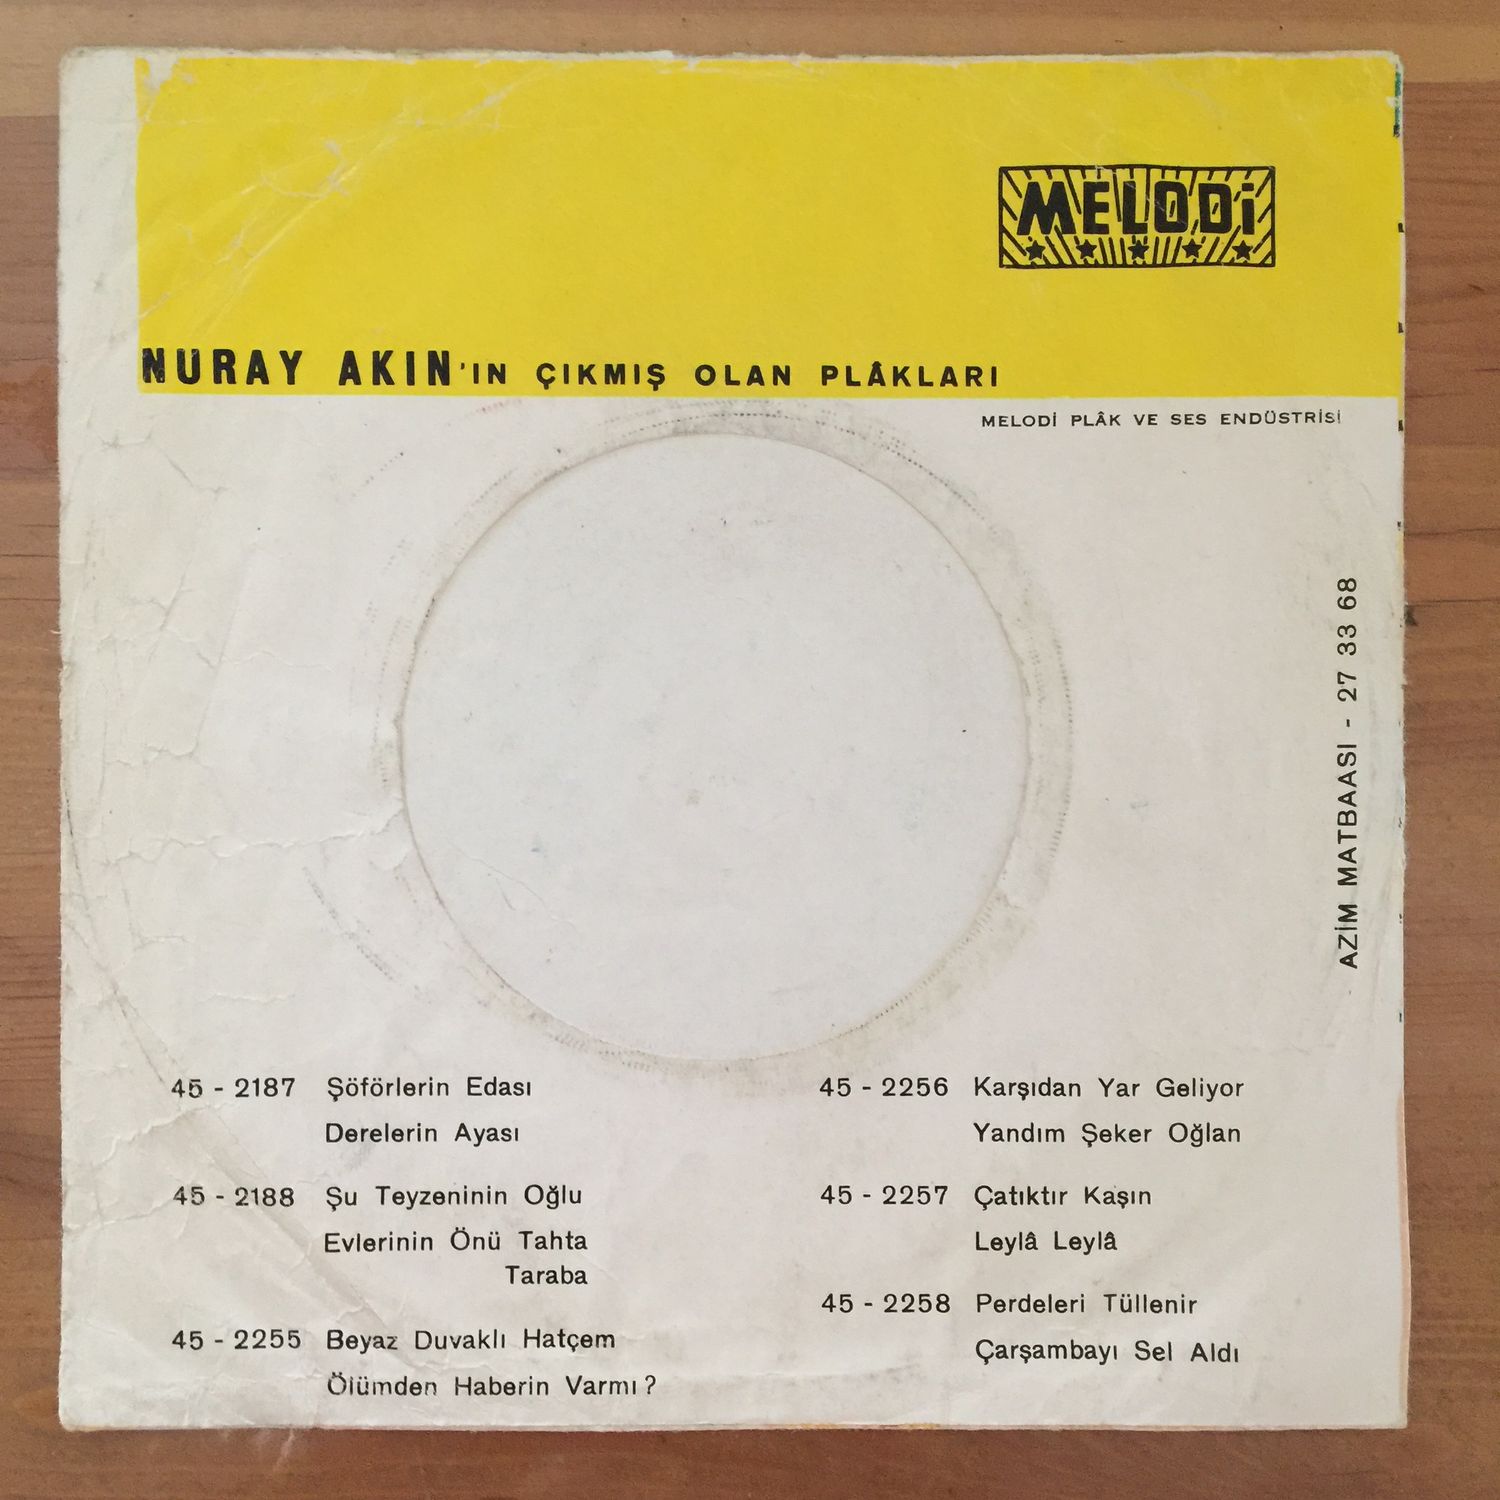 MELODİ
NURAY AKIN'IN ÇIKMIŞ OLAN PLÂKLARI
MELODİ PLÂK VE SES ENDÜSTRİSİ
AZİM MATBAASI - 27 33 68
45 - 2187 Şöförlerin Edası
Derelerin Ayası
45 - 2188 Şu Teyzeninin Oğlu
Evlerinin Önü Tahta
Taraba
45 - 2255 Beyaz Duvaklı Hatçem
Ölümden Haberin Varmı?
45 - 2256 Karşıdan Yar Geliyor
Yandım Şeker Oğlan
45 - 2257 Çatıktır Kaşın
Leylâ Leylâ
45 - 2258 Perdeleri Tüllenir
Çarşambayı Sel Aldı